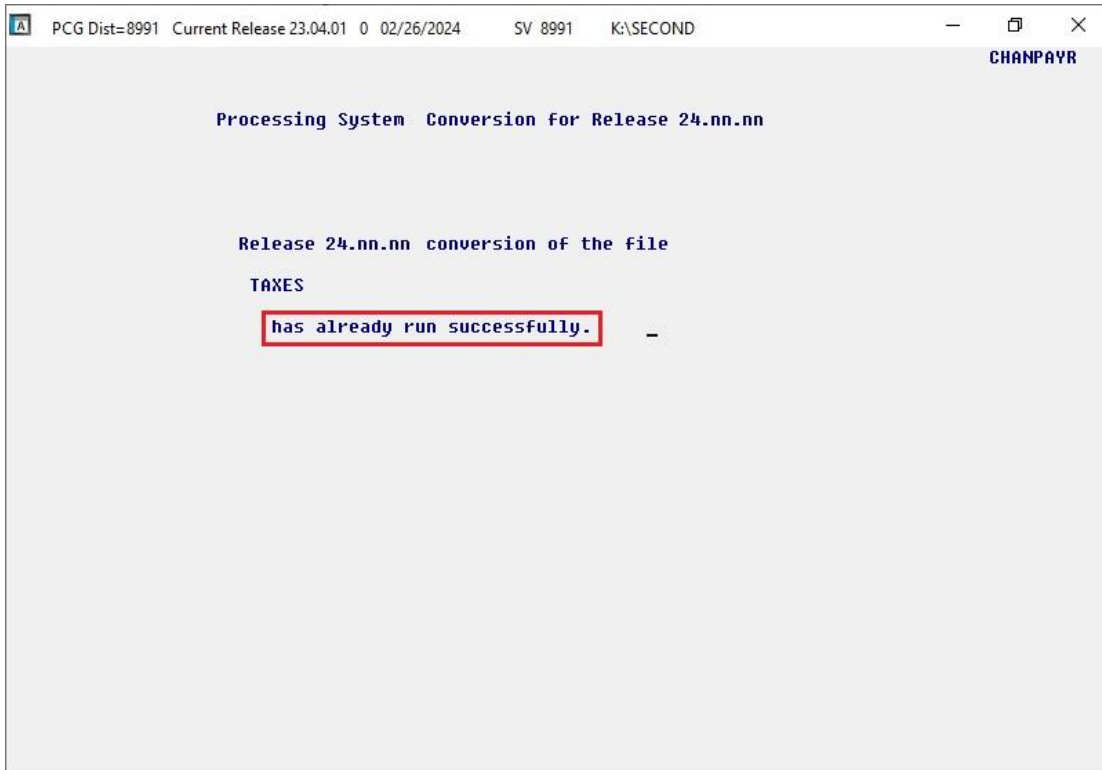 A PCG Dist=8991 Current Release 23.04.01 0 02/26/2024 SV 8991 K:\SECOND
CHANPAYR
Processing System Conversion for Release 24.nn.nn
Release 24.nn.nn conversion of the file
TAXES
has already run successfully.